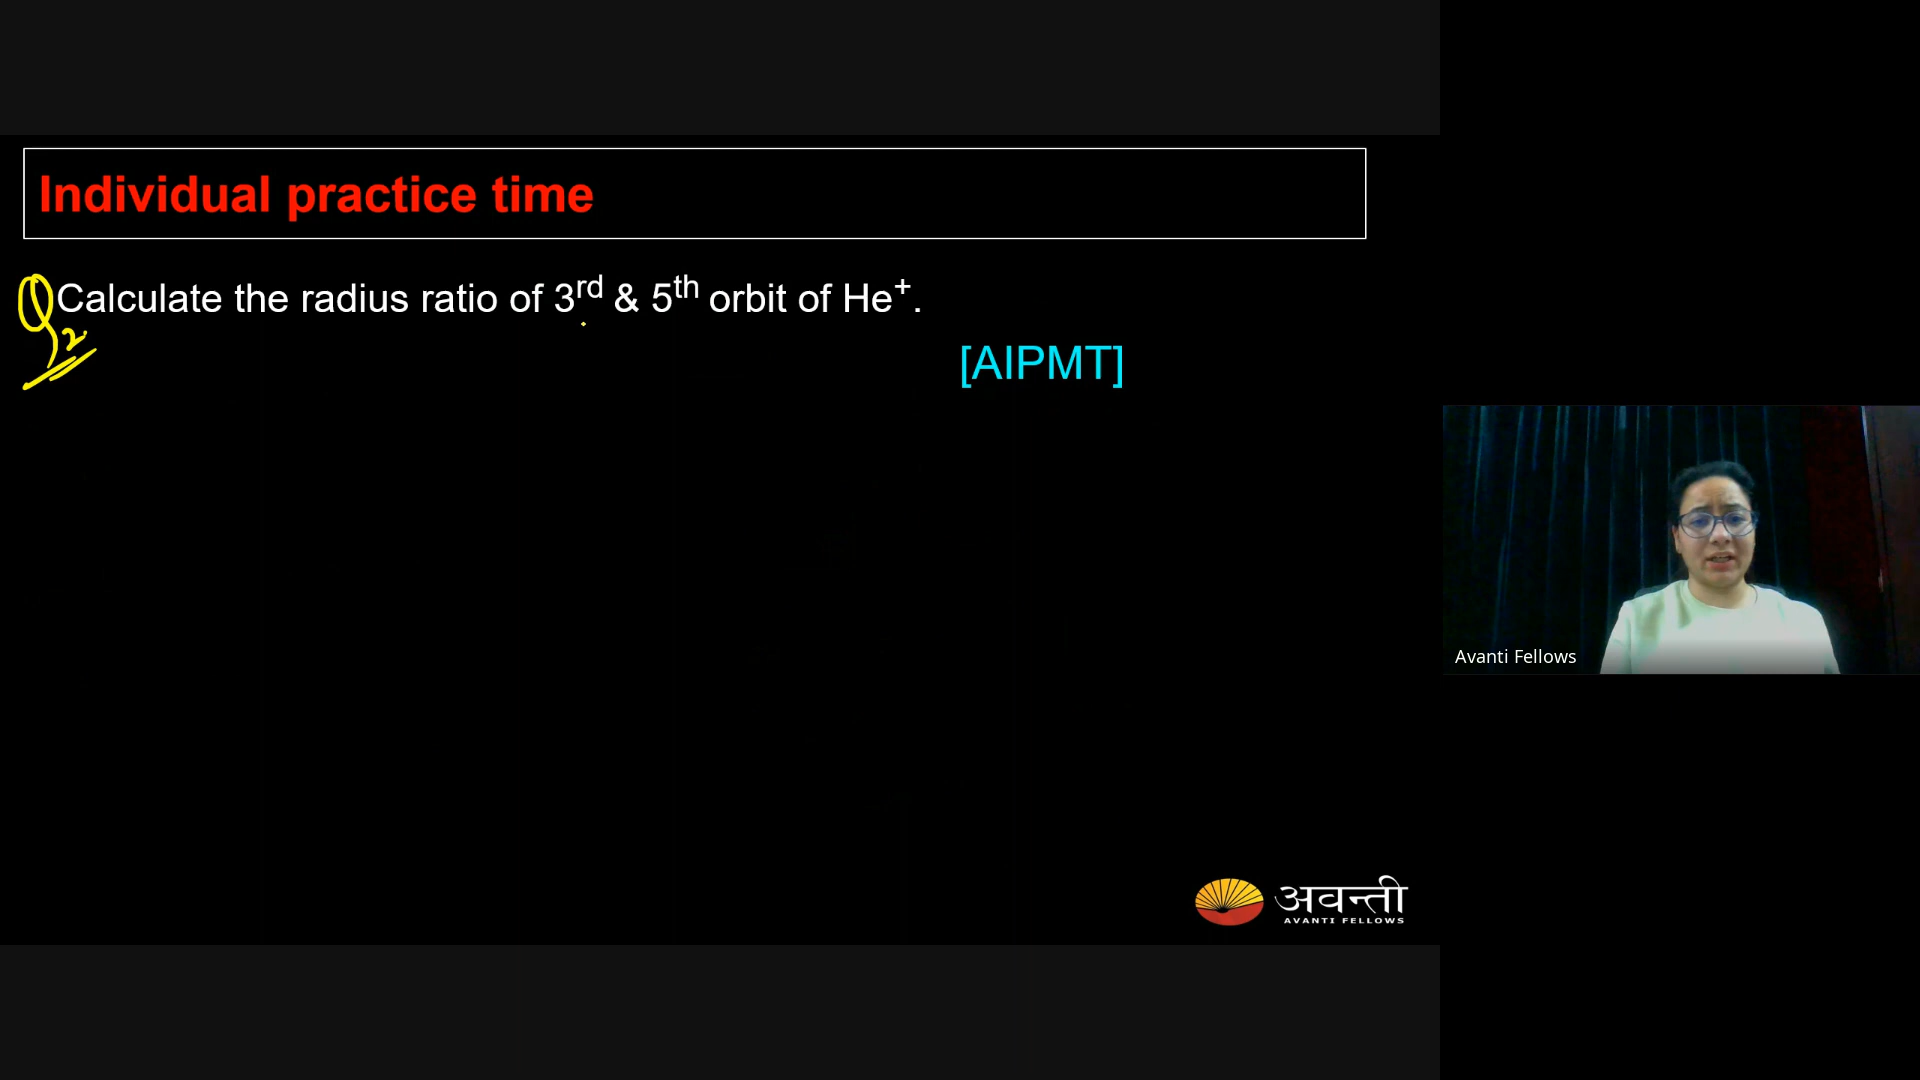 Individual practice time
Q2 Calculate the radius ratio of 3rd & 5th orbit of He+.
[AIPMT]
Avanti Fellows
अवन्ती
AVANTI FELLOWS